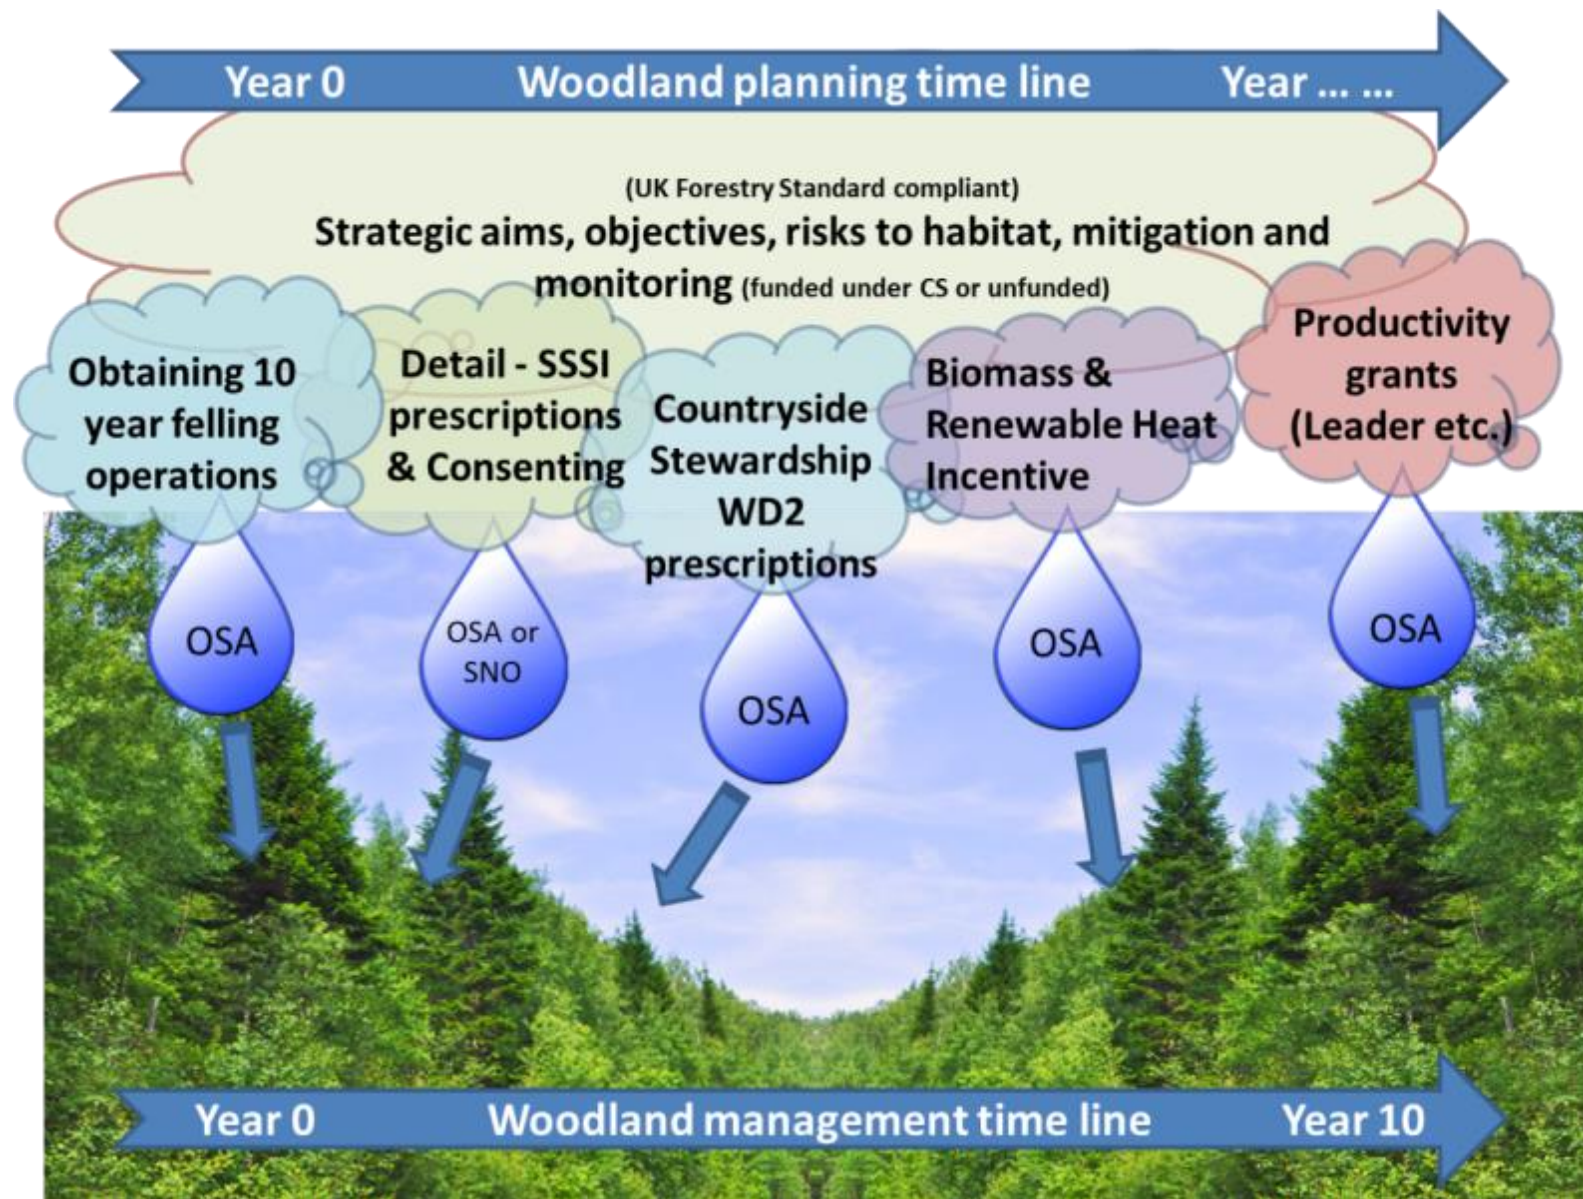 Year 0 Woodland planning time line Year ... ...
(UK Forestry Standard compliant)
Strategic aims, objectives, risks to habitat, mitigation and
monitoring (funded under CS or unfunded)
Obtaining 10
year felling
operations
Detail - SSSI
prescriptions
& Consenting
Countryside
Stewardship
WD2
prescriptions
Biomass &
Renewable Heat
Incentive
Productivity
grants
(Leader etc.)
OSA
OSA or
SNO
OSA
OSA
OSA
Year 0 Woodland management time line Year 10